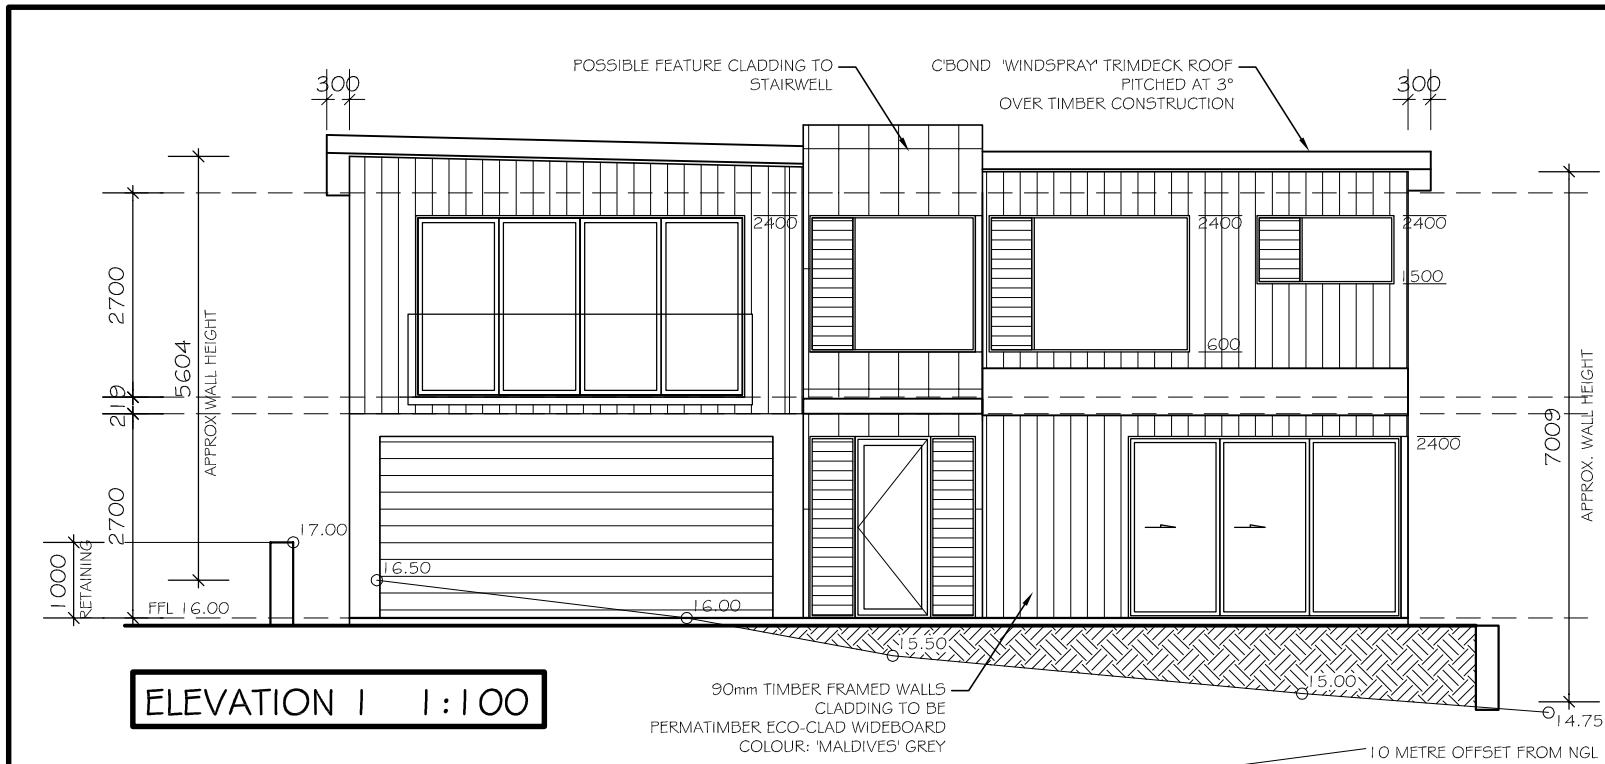 POSSIBLE FEATURE CLADDING TO
STAIRWELL
C'BOND 'WINDSPRAY' TRIMDECK ROOF
PITCHED AT 3°
OVER TIMBER CONSTRUCTION
300
300
2400
2400
2400
1500
600
2700
5604
APPROX WALL HEIGHT
219
2700
7009
APPROX. WALL HEIGHT
2400
17.00
1000
RETAINING
FFL 16.00
16.50
16.00
15.50
15.00
14.75
ELEVATION 1 1:100
90mm TIMBER FRAMED WALLS
CLADDING TO BE
PERMATIMBER ECO-CLAD WIDEBOARD
COLOUR: 'MALDIVES' GREY
10 METRE OFFSET FROM NGL